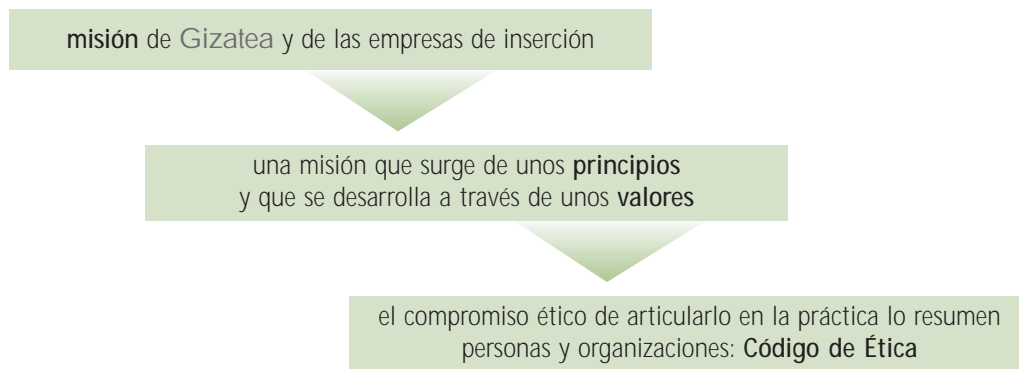 misión de Gizatea y de las empresas de inserción
una misión que surge de unos principios
y que se desarrolla a través de unos valores
el compromiso ético de articularlo en la práctica lo resumen
personas y organizaciones: Código de Ética